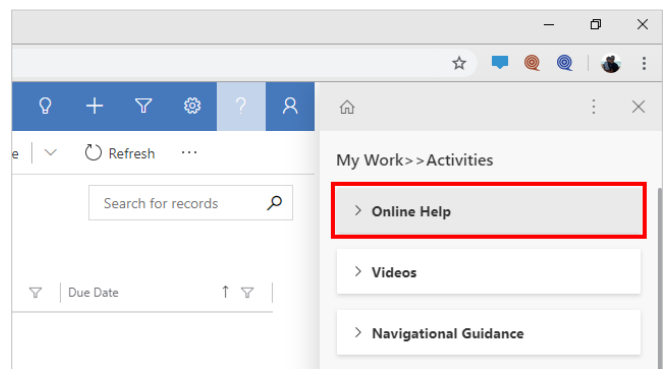 ?
e
Refresh
...
My Work>>Activities
Search for records
Online Help
Due Date
Videos
Navigational Guidance